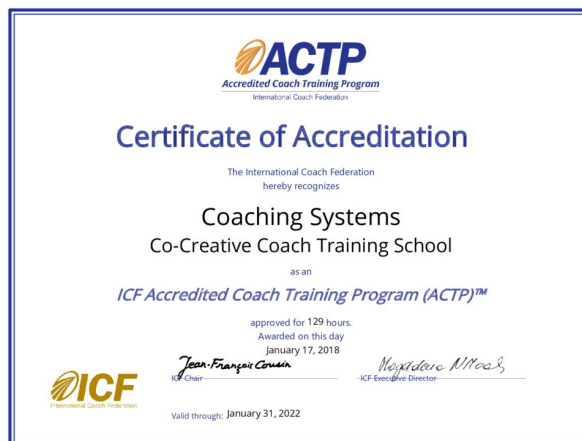 ACTP
Accredited Coach Training Program
International Coach Federation
Certificate of Accreditation
The International Coach Federation
hereby recognizes
Coaching Systems
Co-Creative Coach Training School
as an
ICF Accredited Coach Training Program (ACTP)™
approved for 129 hours.
Awarded on this day
January 17, 2018
Jean-François Cousin
ICF Chair
ICF Executive Director
ICF
International Coach Federation
Valid through: January 31, 2022